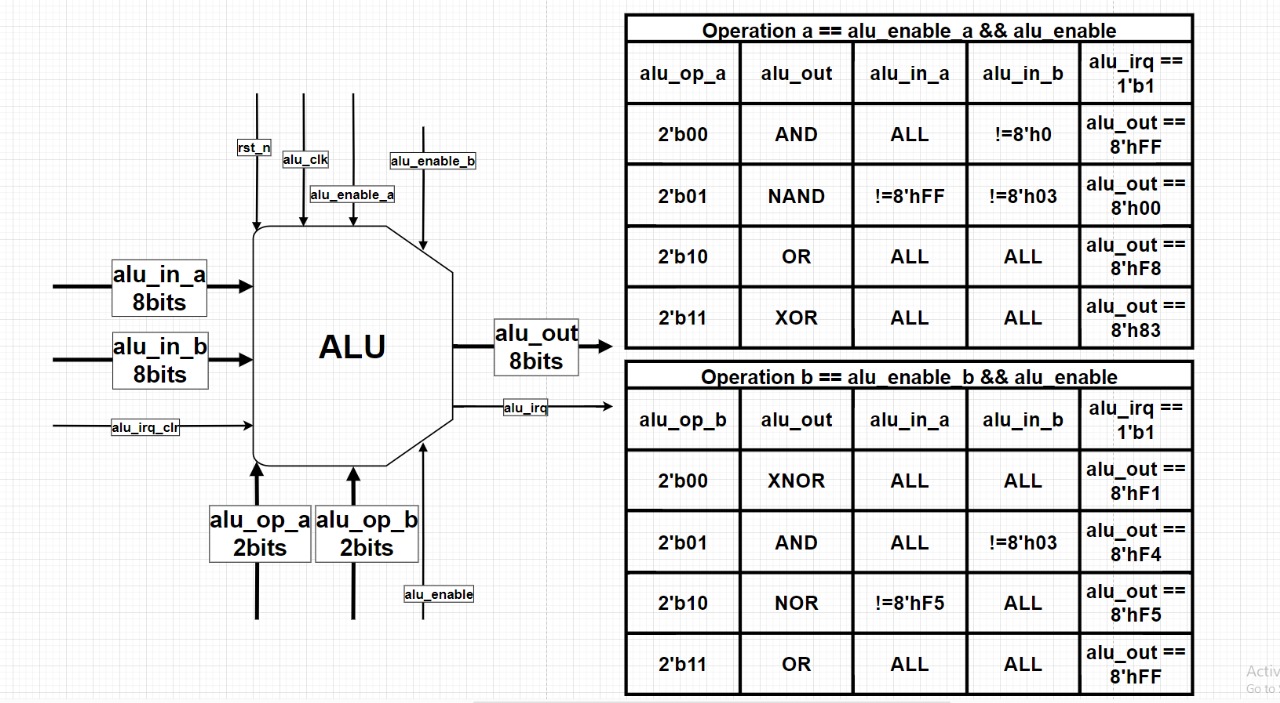 rst_n
alu_clk
alu_enable_a
alu_enable_b
alu_in_a
8bits
alu_in_b
8bits
alu_irq_clr
ALU
alu_out
8bits
alu_irq
alu_op_a
2bits
alu_op_b
2bits
alu_enable
Operation a == alu_enable_a && alu_enable
alu_op_a alu_out alu_in_a alu_in_b alu_irq ==
1'b1
2'b00 AND ALL !=8'h0 alu_out ==
8'hFF
2'b01 NAND !=8'hFF !=8'h03 alu_out ==
8'h00
2'b10 OR ALL ALL alu_out ==
8'hF8
2'b11 XOR ALL ALL alu_out ==
8'h83
Operation b == alu_enable_b && alu_enable
alu_op_b alu_out alu_in_a alu_in_b alu_irq ==
1'b1
2'b00 XNOR ALL ALL alu_out ==
8'hF1
2'b01 AND ALL !=8'h03 alu_out ==
8'hF4
2'b10 NOR !=8'hF5 ALL alu_out ==
8'hF5
2'b11 OR ALL ALL alu_out ==
8'hFF
Go to